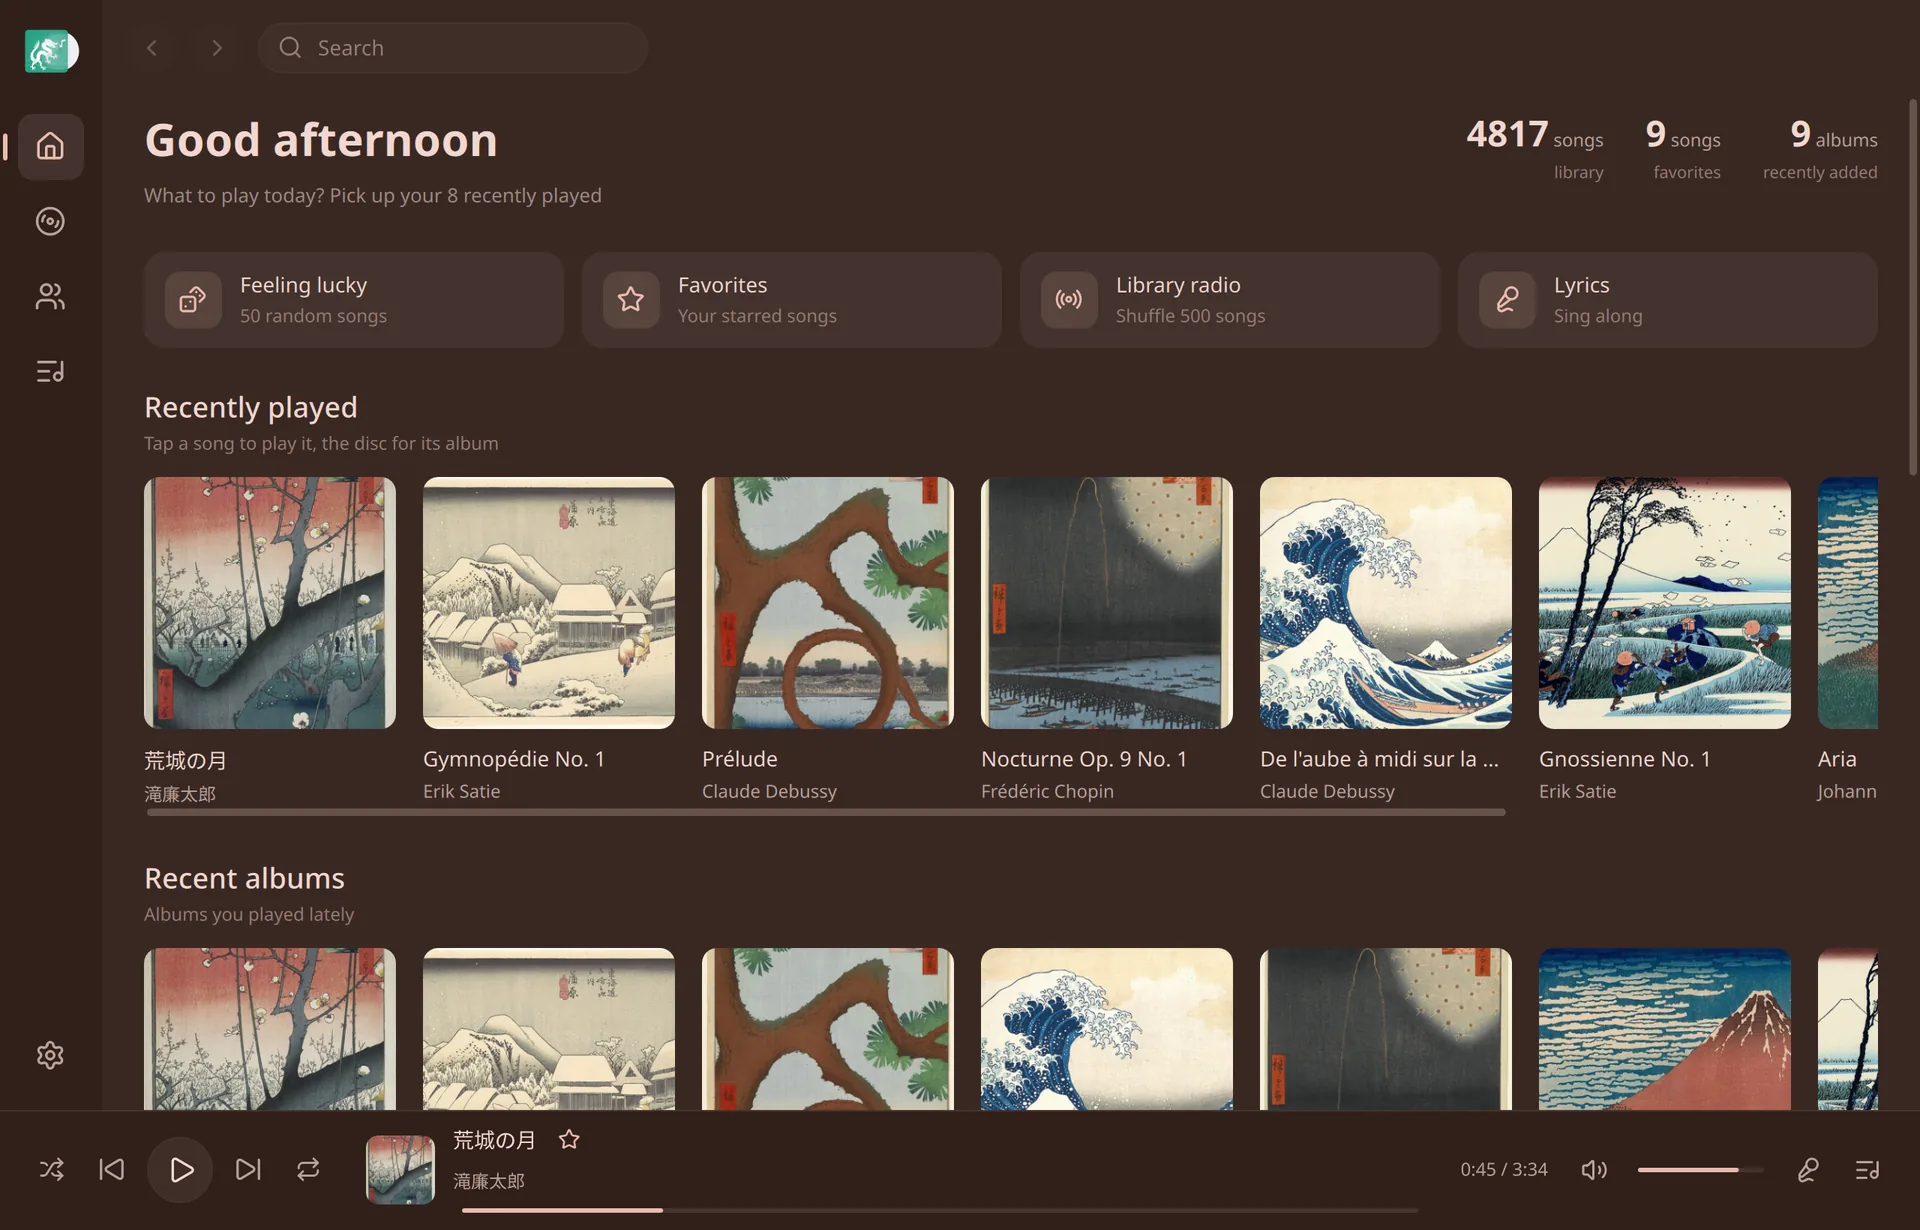 Search
Good afternoon
What to play today? Pick up your 8 recently played
4817 songs
library
9 songs
favorites
9 albums
recently added
Feeling lucky
50 random songs
Favorites
Your starred songs
Library radio
Shuffle 500 songs
Lyrics
Sing along
Recently played
Tap a song to play it, the disc for its album
荒城の月
滝廉太郎
Gymnopédie No. 1
Erik Satie
Prélude
Claude Debussy
Nocturne Op. 9 No. 1
Frédéric Chopin
De l'aube à midi sur la ...
Claude Debussy
Gnossienne No. 1
Erik Satie
Aria
Johann
Recent albums
Albums you played lately
荒城の月
滝廉太郎
0:45 / 3:34